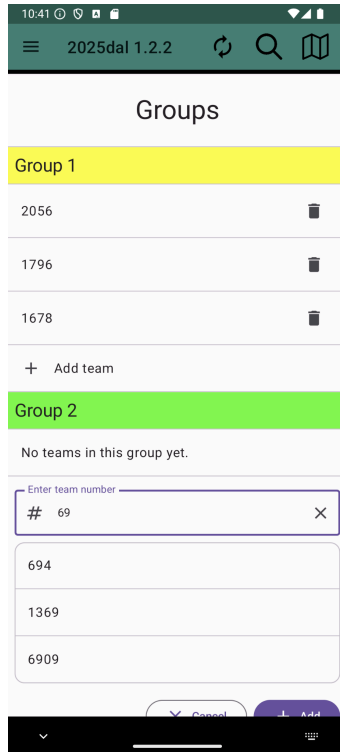 10:41
2025dal 1.2.2
Groups
Group 1
2056
1796
1678
Add team
Group 2
No teams in this group yet.
Enter team number
# 69
694
1369
6909
Cancel
Add